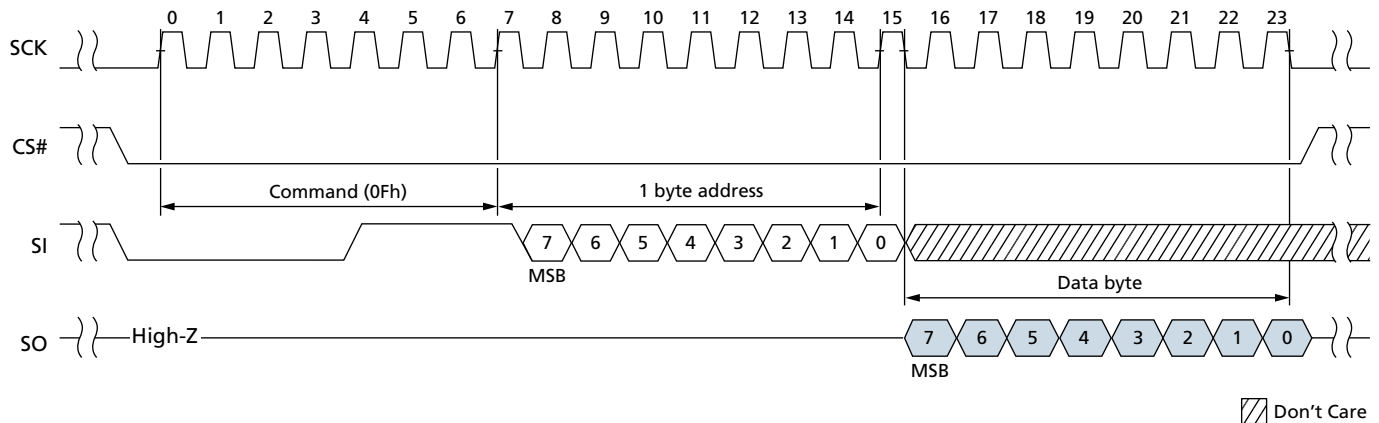 0 1 2 3 4 5 6 7 8 9 10 11 12 13 14 15 16 17 18 19 20 21 22 23
SCK
CS#
Command (0Fh) 1 byte address
SI 7 6 5 4 3 2 1 0
MSB
Data byte
SO High-Z 7 6 5 4 3 2 1 0
MSB
Don't Care